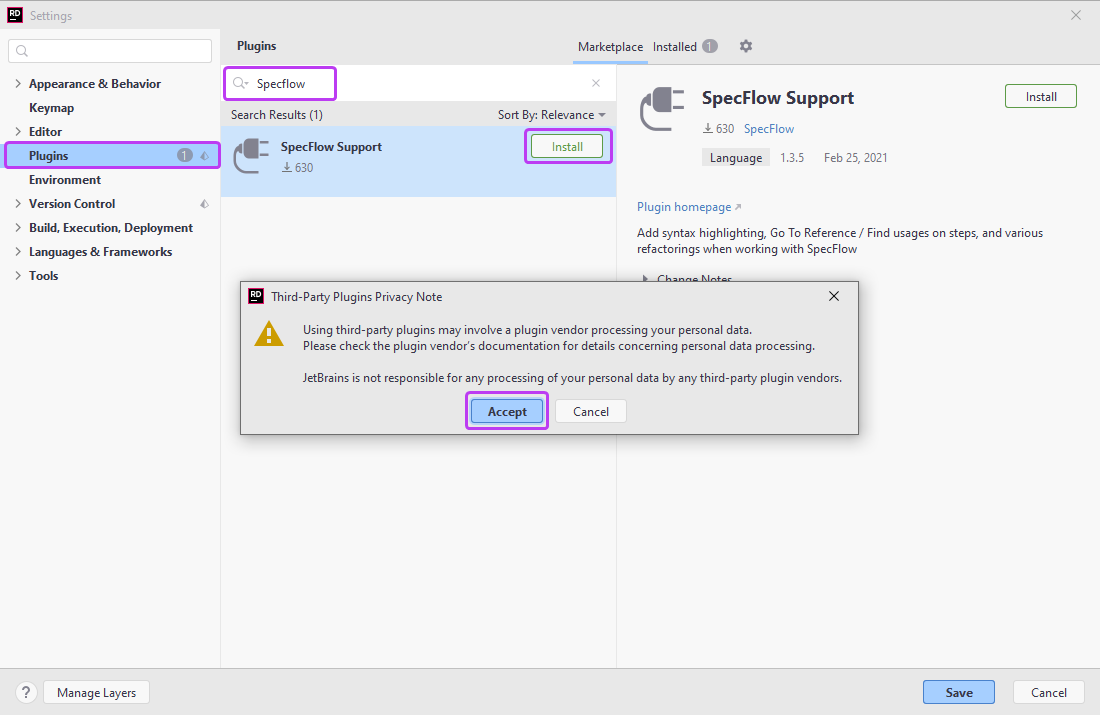 RD Settings
Plugins
Marketplace Installed 1
Specflow
Appearance & Behavior
Keymap
Editor
Plugins 1
Environment
Version Control
Build, Execution, Deployment
Languages & Frameworks
Tools
Search Results (1) Sort By: Relevance
SpecFlow Support
630
Install
SpecFlow Support
Install
630 SpecFlow
Language 1.3.5 Feb 25, 2021
Plugin homepage
Add syntax highlighting, Go To Reference / Find usages on steps, and various
refactorings when working with SpecFlow
Change Notes
RD Third-Party Plugins Privacy Note
Using third-party plugins may involve a plugin vendor processing your personal data.
Please check the plugin vendor's documentation for details concerning personal data processing.
JetBrains is not responsible for any processing of your personal data by any third-party plugin vendors.
Accept Cancel
? Manage Layers
Save Cancel